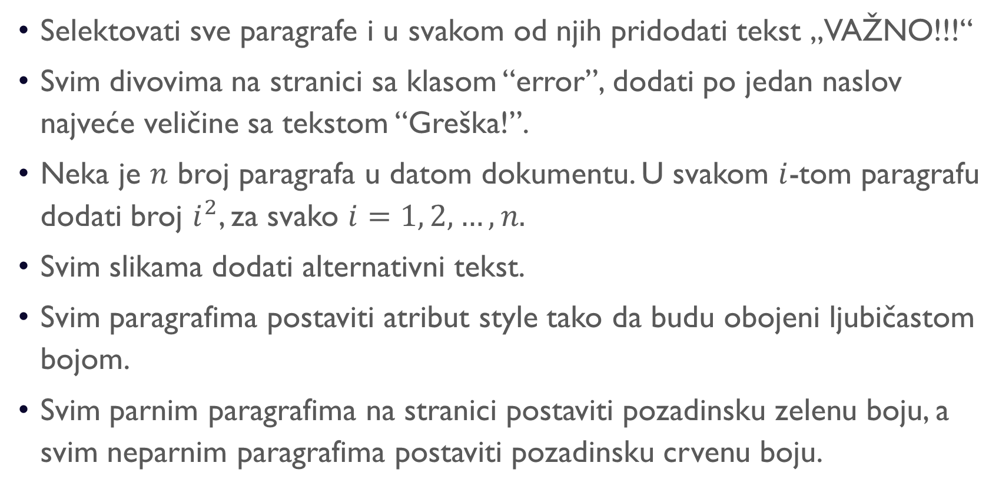 • Selektovati sve paragrafe i u svakom od njih pridodati tekst „VAŽNO!!!“
• Svim divovima na stranici sa klasom “error”, dodati po jedan naslov
najveće veličine sa tekstom “Greška!”.
• Neka je n broj paragrafa u datom dokumentu. U svakom i-tom paragrafu
dodati broj i², za svako i = 1, 2, … , n.
• Svim slikama dodati alternativni tekst.
• Svim paragrafima postaviti atribut style tako da budu obojeni ljubičastom
bojom.
• Svim parnim paragrafima na stranici postaviti pozadinsku zelenu boju, a
svim neparnim paragrafima postaviti pozadinsku crvenu boju.